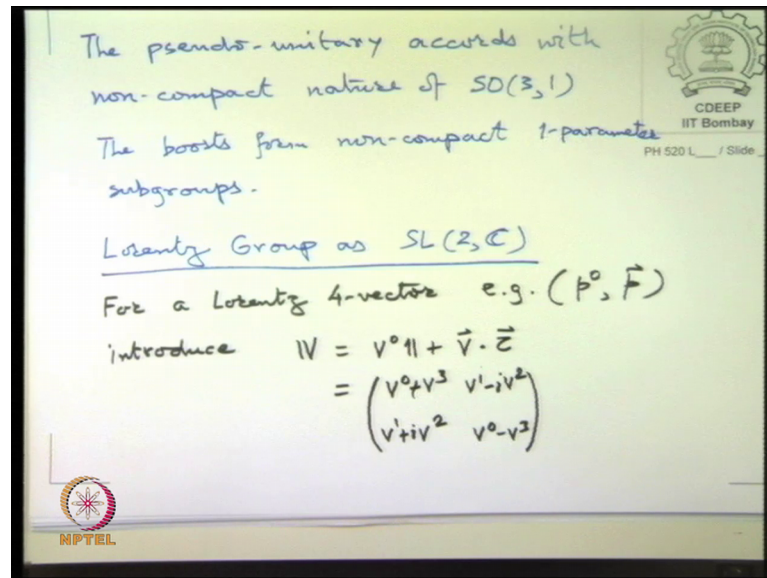 The pseudo-unitary accords with
non-compact nature of SO(3,1)
The boosts form non-compact 1-parameter
subgroups.
Lorentz Group as SL(2,ℂ)
For a Lorentz 4-vector e.g. (p⁰, p⃗)
introduce 𝕍 = V⁰𝟙 + V⃗ · τ⃗
= ( V⁰+V³ V¹-iV²
V¹+iV² V⁰-V³ )
CDEEP
IIT Bombay
PH 520 L___ / Slide _
NPTEL